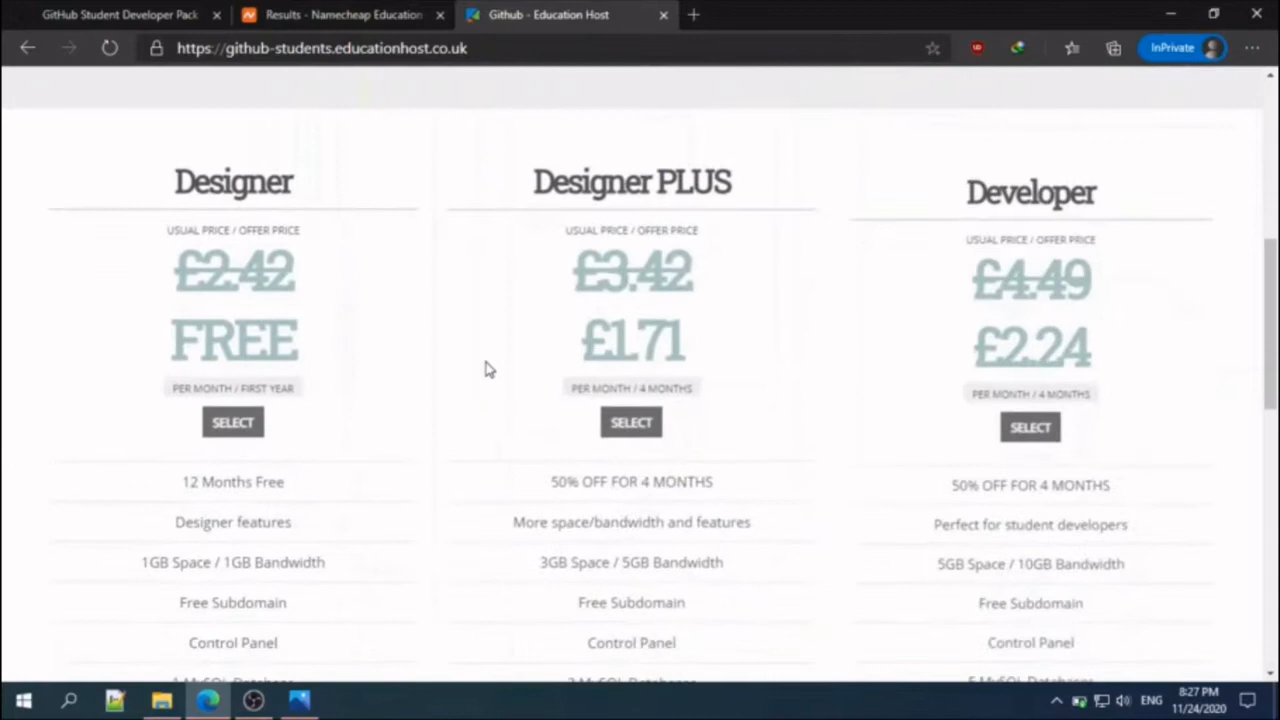 GitHub Student Developer Pack
Results - Namecheap Education
Github - Education Host
https://github-students.educationhost.co.uk
InPrivate
Designer
USUAL PRICE / OFFER PRICE
£2.42
FREE
PER MONTH / FIRST YEAR
SELECT
12 Months Free
Designer features
1GB Space / 1GB Bandwidth
Free Subdomain
Control Panel
Designer PLUS
USUAL PRICE / OFFER PRICE
£3.42
£1.71
PER MONTH / 4 MONTHS
SELECT
50% OFF FOR 4 MONTHS
More space/bandwidth and features
3GB Space / 5GB Bandwidth
Free Subdomain
Control Panel
Developer
USUAL PRICE / OFFER PRICE
£4.49
£2.24
PER MONTH / 4 MONTHS
SELECT
50% OFF FOR 4 MONTHS
Perfect for student developers
5GB Space / 10GB Bandwidth
Free Subdomain
Control Panel
ENG
8:27 PM
11/24/2020